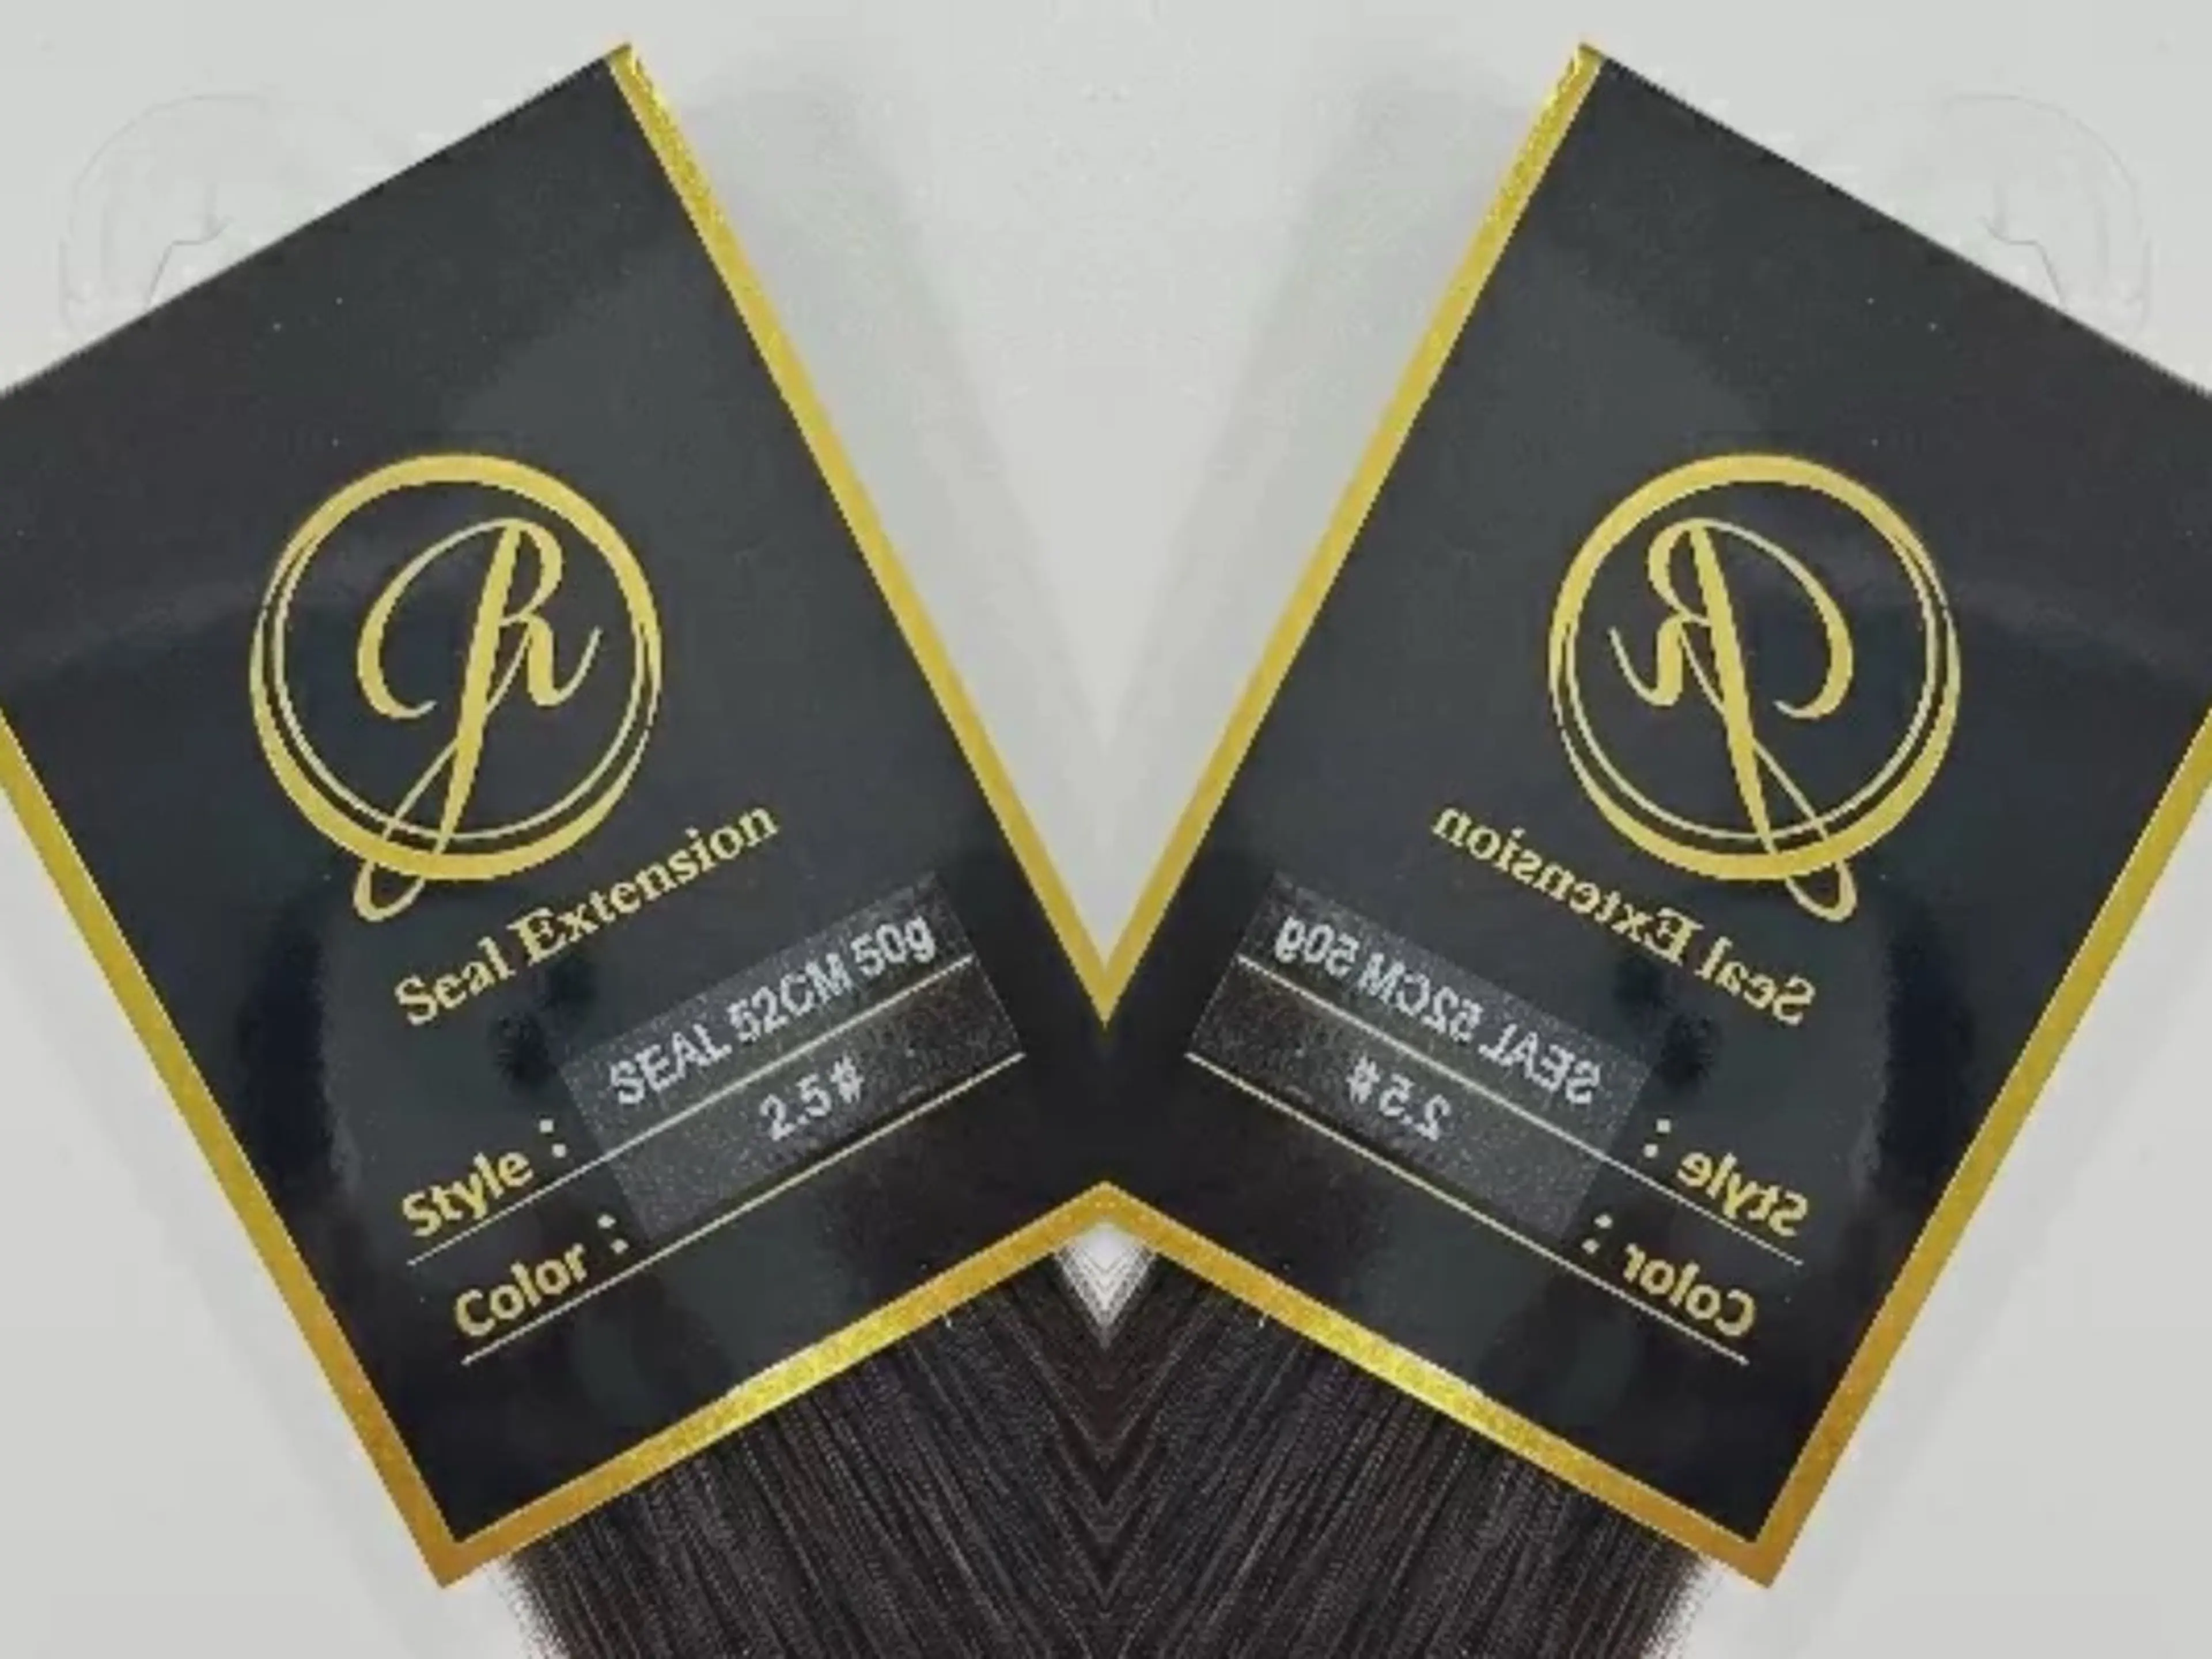 R
Seal Extension
Style : SEAL 52CM 50g
Color : 2.5#
R
Seal Extension
Style : SEAL 52CM 50g
Color : 2.5#